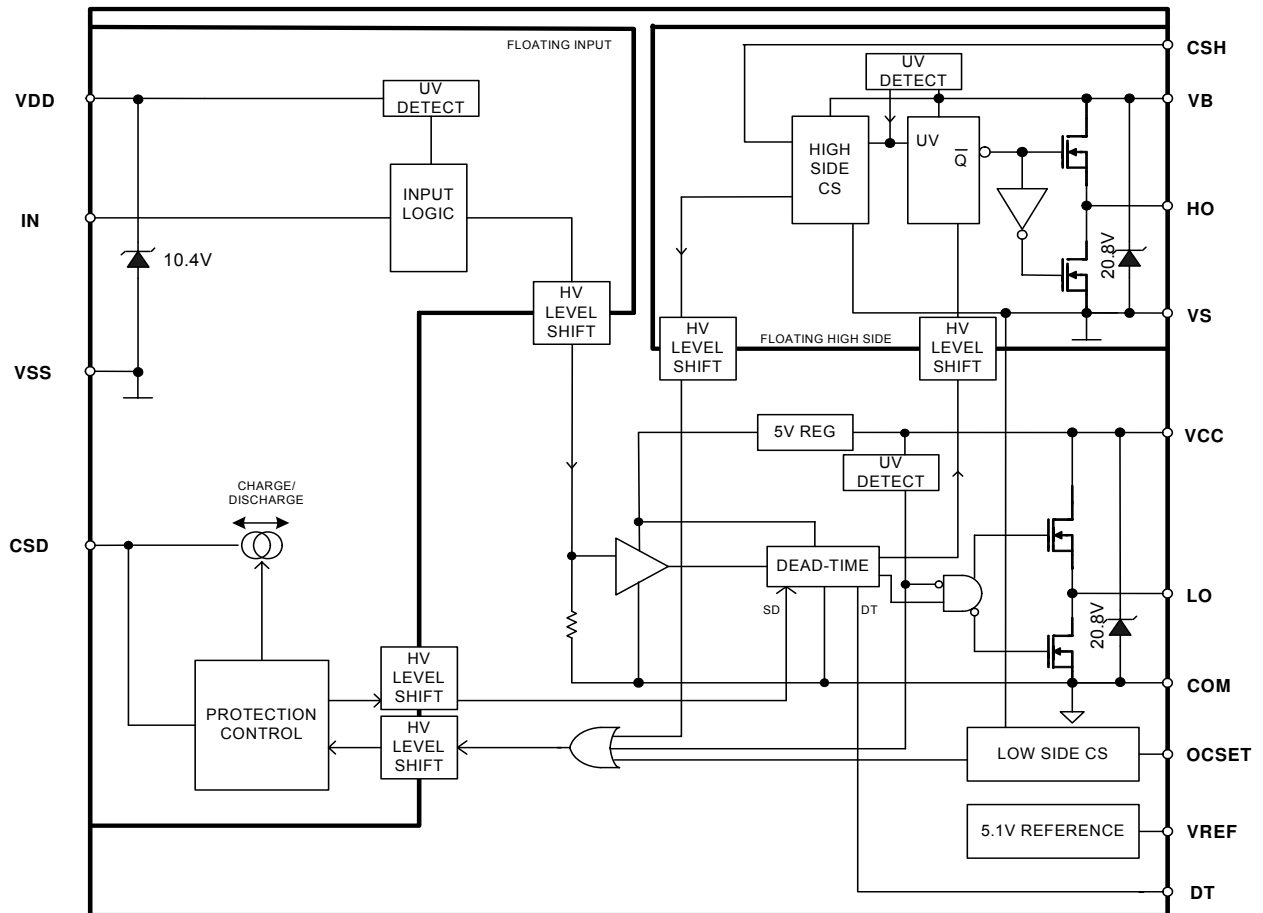 FLOATING INPUT
CSH
UV
DETECT
VDD
UV
DETECT
VB
HIGH
SIDE
CS
UV
Q̅
INPUT
LOGIC
IN
HO
10.4V
20.8V
HV
LEVEL
SHIFT
VS
HV
LEVEL
SHIFT
FLOATING HIGH SIDE
HV
LEVEL
SHIFT
VSS
5V REG
VCC
UV
DETECT
CHARGE/
DISCHARGE
CSD
DEAD-TIME
SD
DT
LO
20.8V
HV
LEVEL
SHIFT
COM
PROTECTION
CONTROL
HV
LEVEL
SHIFT
LOW SIDE CS
OCSET
5.1V REFERENCE
VREF
DT